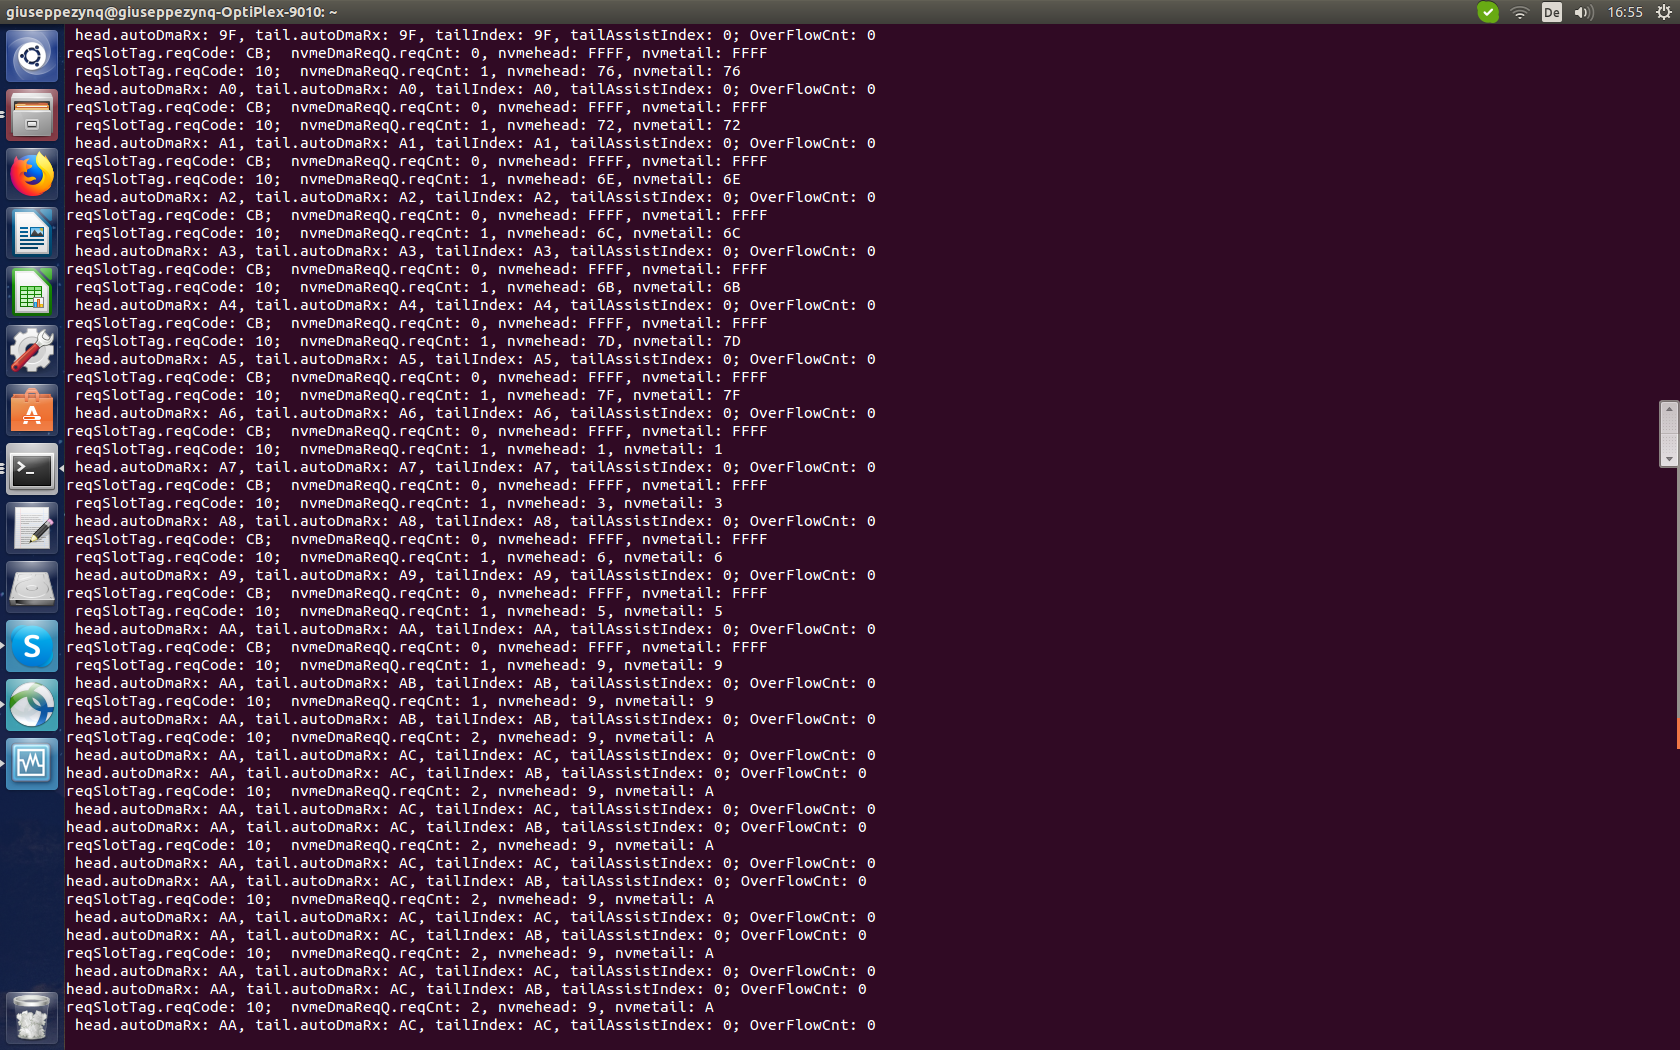 giuseppezynq@giuseppezynq-OptiPlex-9010: ~
De
16:55
head.autoDmaRx: 9F, tail.autoDmaRx: 9F, tailIndex: 9F, tailAssistIndex: 0; OverFlowCnt: 0
reqSlotTag.reqCode: CB;  nvmeDmaReqQ.reqCnt: 0, nvmehead: FFFF, nvmetail: FFFF
reqSlotTag.reqCode: 10;  nvmeDmaReqQ.reqCnt: 1, nvmehead: 76, nvmetail: 76
head.autoDmaRx: A0, tail.autoDmaRx: A0, tailIndex: A0, tailAssistIndex: 0; OverFlowCnt: 0
reqSlotTag.reqCode: CB;  nvmeDmaReqQ.reqCnt: 0, nvmehead: FFFF, nvmetail: FFFF
reqSlotTag.reqCode: 10;  nvmeDmaReqQ.reqCnt: 1, nvmehead: 72, nvmetail: 72
head.autoDmaRx: A1, tail.autoDmaRx: A1, tailIndex: A1, tailAssistIndex: 0; OverFlowCnt: 0
reqSlotTag.reqCode: CB;  nvmeDmaReqQ.reqCnt: 0, nvmehead: FFFF, nvmetail: FFFF
reqSlotTag.reqCode: 10;  nvmeDmaReqQ.reqCnt: 1, nvmehead: 6E, nvmetail: 6E
head.autoDmaRx: A2, tail.autoDmaRx: A2, tailIndex: A2, tailAssistIndex: 0; OverFlowCnt: 0
reqSlotTag.reqCode: CB;  nvmeDmaReqQ.reqCnt: 0, nvmehead: FFFF, nvmetail: FFFF
reqSlotTag.reqCode: 10;  nvmeDmaReqQ.reqCnt: 1, nvmehead: 6C, nvmetail: 6C
head.autoDmaRx: A3, tail.autoDmaRx: A3, tailIndex: A3, tailAssistIndex: 0; OverFlowCnt: 0
reqSlotTag.reqCode: CB;  nvmeDmaReqQ.reqCnt: 0, nvmehead: FFFF, nvmetail: FFFF
reqSlotTag.reqCode: 10;  nvmeDmaReqQ.reqCnt: 1, nvmehead: 6B, nvmetail: 6B
head.autoDmaRx: A4, tail.autoDmaRx: A4, tailIndex: A4, tailAssistIndex: 0; OverFlowCnt: 0
reqSlotTag.reqCode: CB;  nvmeDmaReqQ.reqCnt: 0, nvmehead: FFFF, nvmetail: FFFF
reqSlotTag.reqCode: 10;  nvmeDmaReqQ.reqCnt: 1, nvmehead: 7D, nvmetail: 7D
head.autoDmaRx: A5, tail.autoDmaRx: A5, tailIndex: A5, tailAssistIndex: 0; OverFlowCnt: 0
reqSlotTag.reqCode: CB;  nvmeDmaReqQ.reqCnt: 0, nvmehead: FFFF, nvmetail: FFFF
reqSlotTag.reqCode: 10;  nvmeDmaReqQ.reqCnt: 1, nvmehead: 7F, nvmetail: 7F
head.autoDmaRx: A6, tail.autoDmaRx: A6, tailIndex: A6, tailAssistIndex: 0; OverFlowCnt: 0
reqSlotTag.reqCode: CB;  nvmeDmaReqQ.reqCnt: 0, nvmehead: FFFF, nvmetail: FFFF
reqSlotTag.reqCode: 10;  nvmeDmaReqQ.reqCnt: 1, nvmehead: 1, nvmetail: 1
head.autoDmaRx: A7, tail.autoDmaRx: A7, tailIndex: A7, tailAssistIndex: 0; OverFlowCnt: 0
reqSlotTag.reqCode: CB;  nvmeDmaReqQ.reqCnt: 0, nvmehead: FFFF, nvmetail: FFFF
reqSlotTag.reqCode: 10;  nvmeDmaReqQ.reqCnt: 1, nvmehead: 3, nvmetail: 3
head.autoDmaRx: A8, tail.autoDmaRx: A8, tailIndex: A8, tailAssistIndex: 0; OverFlowCnt: 0
reqSlotTag.reqCode: CB;  nvmeDmaReqQ.reqCnt: 0, nvmehead: FFFF, nvmetail: FFFF
reqSlotTag.reqCode: 10;  nvmeDmaReqQ.reqCnt: 1, nvmehead: 6, nvmetail: 6
head.autoDmaRx: A9, tail.autoDmaRx: A9, tailIndex: A9, tailAssistIndex: 0; OverFlowCnt: 0
reqSlotTag.reqCode: CB;  nvmeDmaReqQ.reqCnt: 0, nvmehead: FFFF, nvmetail: FFFF
reqSlotTag.reqCode: 10;  nvmeDmaReqQ.reqCnt: 1, nvmehead: 5, nvmetail: 5
head.autoDmaRx: AA, tail.autoDmaRx: AA, tailIndex: AA, tailAssistIndex: 0; OverFlowCnt: 0
reqSlotTag.reqCode: CB;  nvmeDmaReqQ.reqCnt: 0, nvmehead: FFFF, nvmetail: FFFF
reqSlotTag.reqCode: 10;  nvmeDmaReqQ.reqCnt: 1, nvmehead: 9, nvmetail: 9
head.autoDmaRx: AA, tail.autoDmaRx: AB, tailIndex: AB, tailAssistIndex: 0; OverFlowCnt: 0
reqSlotTag.reqCode: 10;  nvmeDmaReqQ.reqCnt: 1, nvmehead: 9, nvmetail: 9
head.autoDmaRx: AA, tail.autoDmaRx: AB, tailIndex: AB, tailAssistIndex: 0; OverFlowCnt: 0
reqSlotTag.reqCode: 10;  nvmeDmaReqQ.reqCnt: 2, nvmehead: 9, nvmetail: A
head.autoDmaRx: AA, tail.autoDmaRx: AC, tailIndex: AC, tailAssistIndex: 0; OverFlowCnt: 0
head.autoDmaRx: AA, tail.autoDmaRx: AC, tailIndex: AB, tailAssistIndex: 0; OverFlowCnt: 0
reqSlotTag.reqCode: 10;  nvmeDmaReqQ.reqCnt: 2, nvmehead: 9, nvmetail: A
head.autoDmaRx: AA, tail.autoDmaRx: AC, tailIndex: AC, tailAssistIndex: 0; OverFlowCnt: 0
head.autoDmaRx: AA, tail.autoDmaRx: AC, tailIndex: AB, tailAssistIndex: 0; OverFlowCnt: 0
reqSlotTag.reqCode: 10;  nvmeDmaReqQ.reqCnt: 2, nvmehead: 9, nvmetail: A
head.autoDmaRx: AA, tail.autoDmaRx: AC, tailIndex: AC, tailAssistIndex: 0; OverFlowCnt: 0
head.autoDmaRx: AA, tail.autoDmaRx: AC, tailIndex: AB, tailAssistIndex: 0; OverFlowCnt: 0
reqSlotTag.reqCode: 10;  nvmeDmaReqQ.reqCnt: 2, nvmehead: 9, nvmetail: A
head.autoDmaRx: AA, tail.autoDmaRx: AC, tailIndex: AC, tailAssistIndex: 0; OverFlowCnt: 0
head.autoDmaRx: AA, tail.autoDmaRx: AC, tailIndex: AB, tailAssistIndex: 0; OverFlowCnt: 0
reqSlotTag.reqCode: 10;  nvmeDmaReqQ.reqCnt: 2, nvmehead: 9, nvmetail: A
head.autoDmaRx: AA, tail.autoDmaRx: AC, tailIndex: AC, tailAssistIndex: 0; OverFlowCnt: 0
head.autoDmaRx: AA, tail.autoDmaRx: AC, tailIndex: AB, tailAssistIndex: 0; OverFlowCnt: 0
reqSlotTag.reqCode: 10;  nvmeDmaReqQ.reqCnt: 2, nvmehead: 9, nvmetail: A
head.autoDmaRx: AA, tail.autoDmaRx: AC, tailIndex: AC, tailAssistIndex: 0; OverFlowCnt: 0